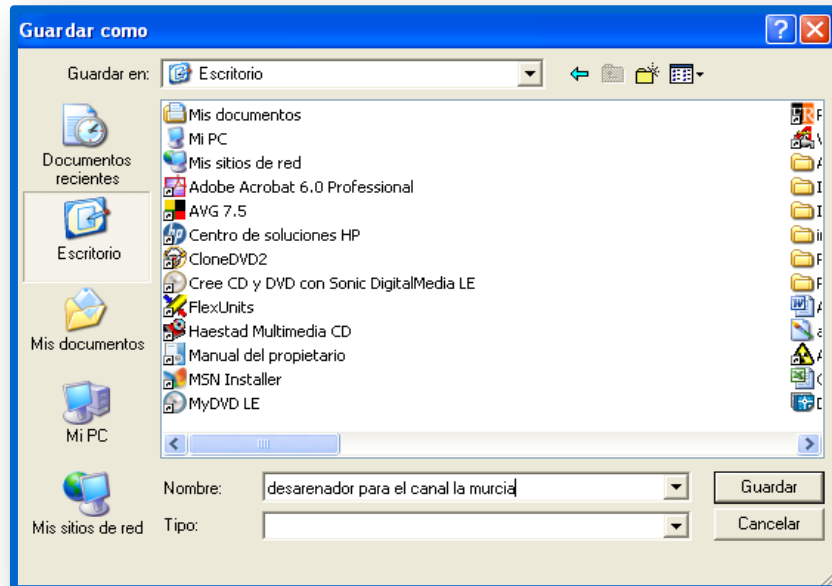 Guardar como
Guardar en:
Escritorio
Documentos
recientes
Escritorio
Mis documentos
Mi PC
Mis sitios de red
Mis documentos
Mi PC
Mis sitios de red
Adobe Acrobat 6.0 Professional
AVG 7.5
Centro de soluciones HP
CloneDVD2
Cree CD y DVD con Sonic DigitalMedia LE
FlexUnits
Haestad Multimedia CD
Manual del propietario
MSN Installer
MyDVD LE
Nombre:
desarenador para el canal la murcia
Guardar
Tipo:
Cancelar